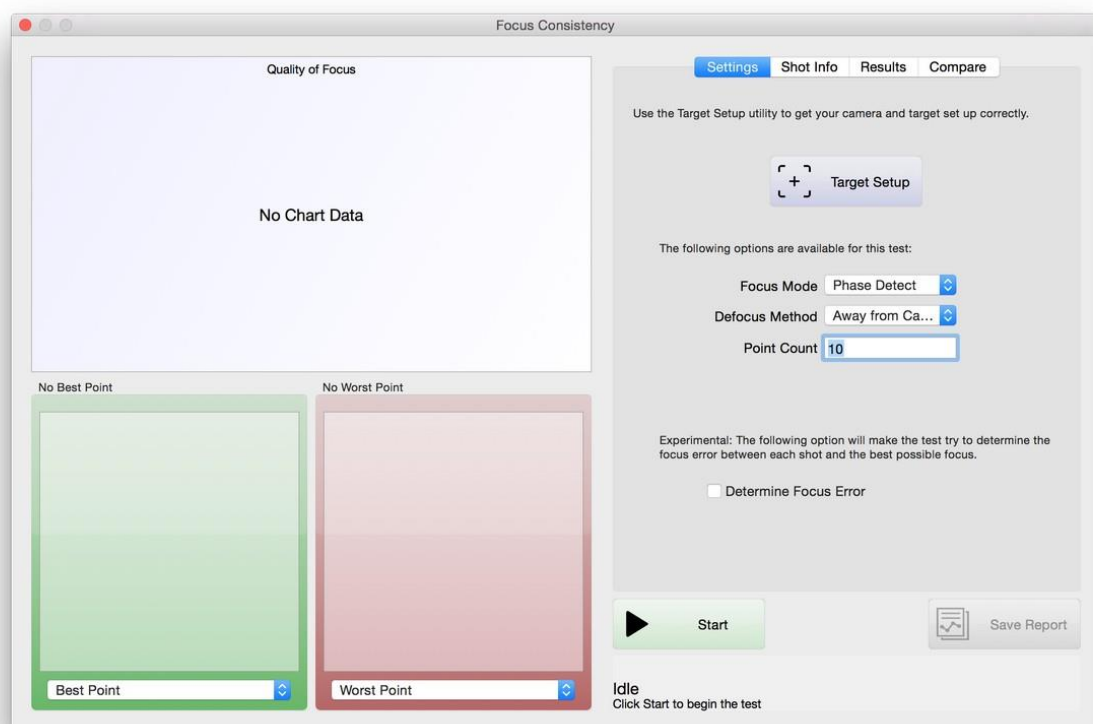 Focus Consistency
Quality of Focus
No Chart Data
No Best Point
No Worst Point
Best Point
Worst Point
Settings Shot Info Results Compare
Use the Target Setup utility to get your camera and target set up correctly.
Target Setup
The following options are available for this test:
Focus Mode Phase Detect
Defocus Method Away from Ca...
Point Count 10
Experimental: The following option will make the test try to determine the
focus error between each shot and the best possible focus.
Determine Focus Error
Start
Save Report
Idle
Click Start to begin the test